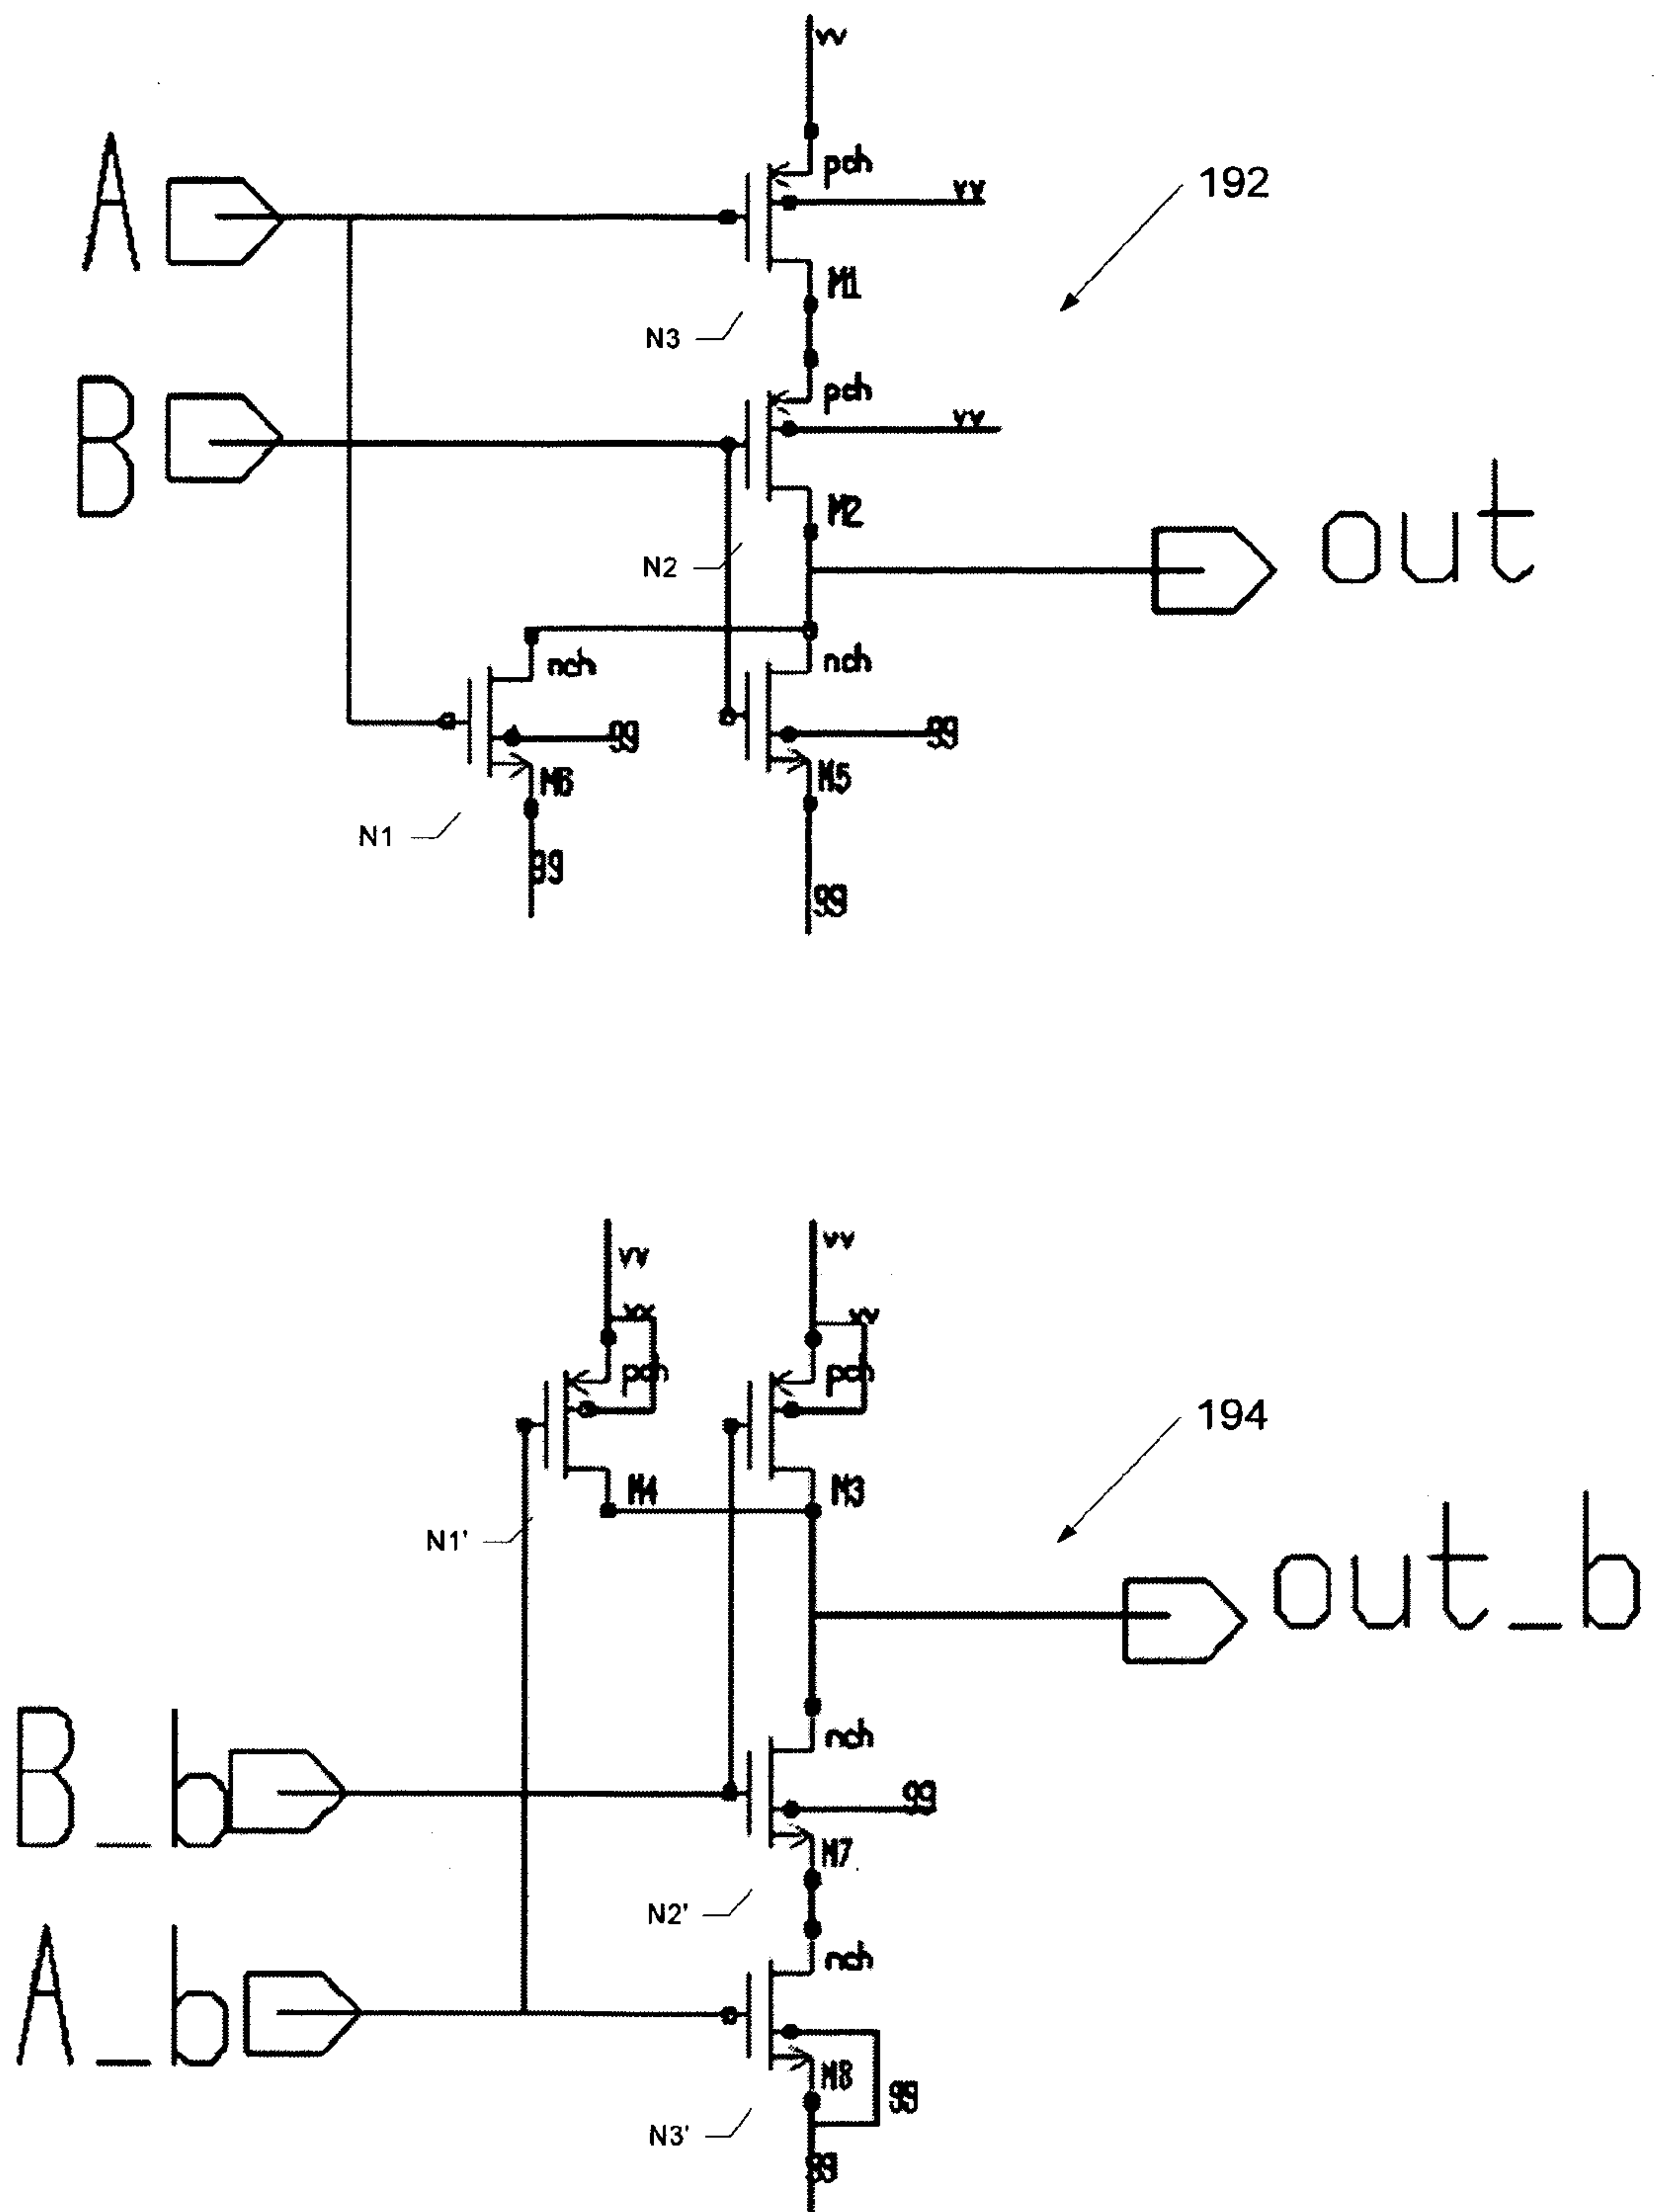 vv
A
pch
vv
192
M1
N3
B
pch
vv
M2
N2
out
nch
nch
gg
gg
M6
M5
N1
gg
gg
vv
vv
pch
pch
194
M4
M3
N1'
out_b
nch
B_b
gg
M7
N2'
nch
A_b
M8
gg
N3'
gg